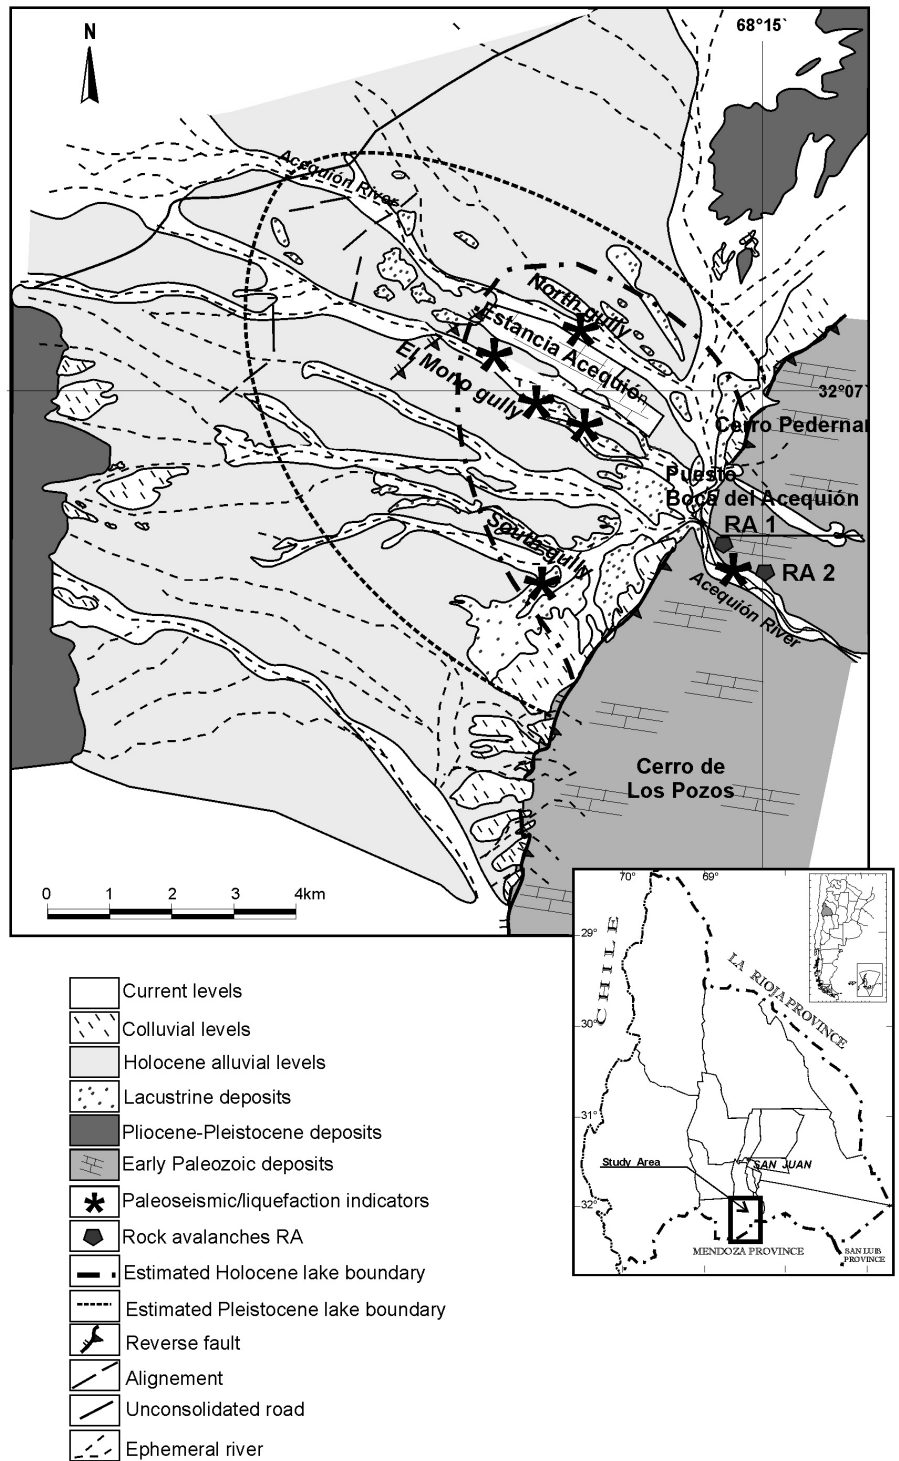 68°15`
N
Acequión River
North gully
Estancia Acequión
El Mono gully
32°07`
Cerro Pedernal
Puesto
Boca del Acequión
RA 1
South gully
RA 2
Acequión River
Cerro de
Los Pozos
0 1 2 3 4km
70° 69°
29°
CHILE
LA RIOJA PROVINCE
30°
31°
Study Area
SAN JUAN
32°
MENDOZA PROVINCE
SAN LUIS
PROVINCE
Current levels
Colluvial levels
Holocene alluvial levels
Lacustrine deposits
Pliocene-Pleistocene deposits
Early Paleozoic deposits
Paleoseismic/liquefaction indicators
Rock avalanches RA
Estimated Holocene lake boundary
Estimated Pleistocene lake boundary
Reverse fault
Alignement
Unconsolidated road
Ephemeral river